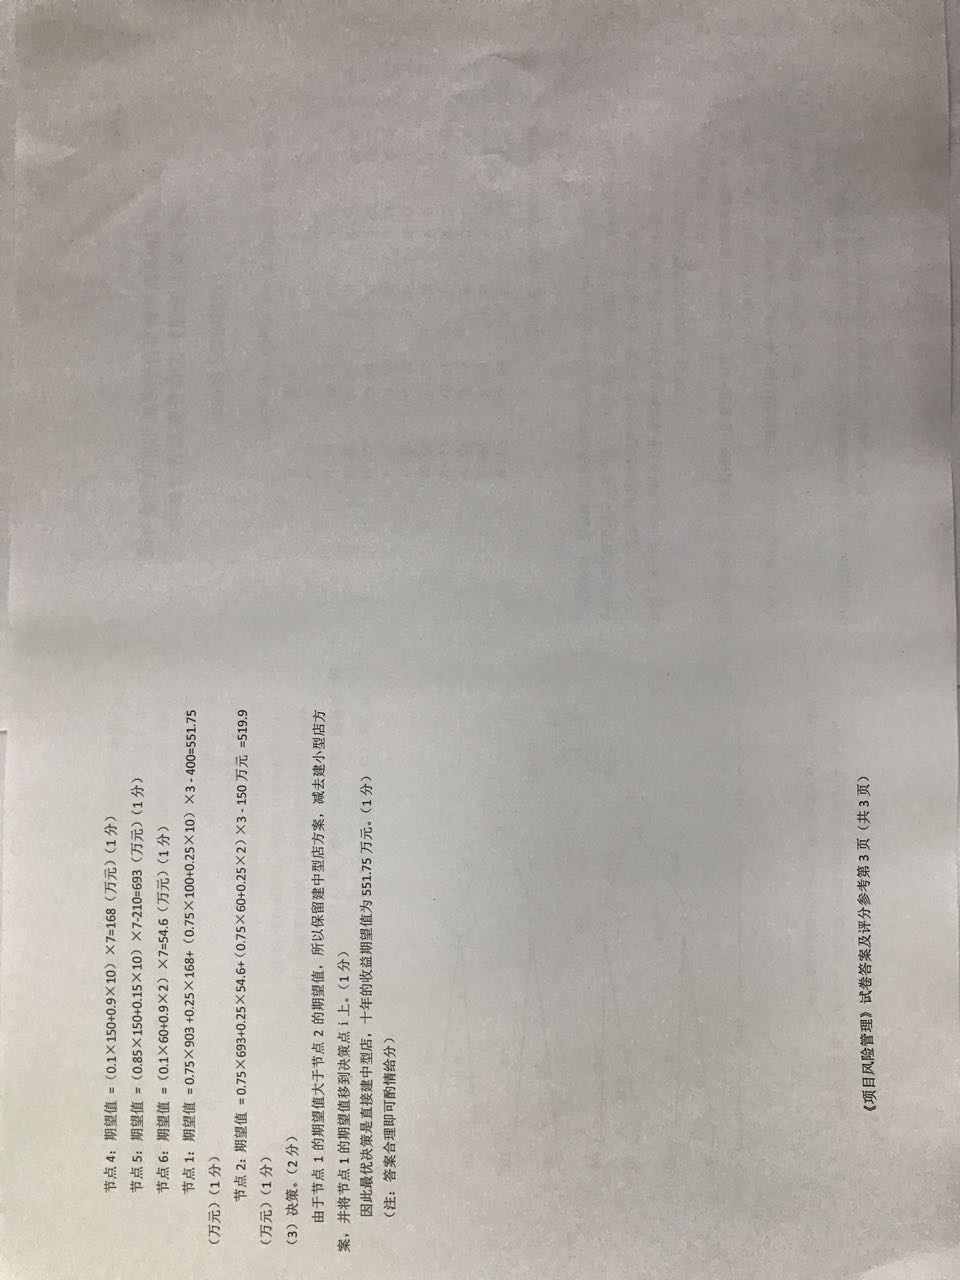 节点 4：期望值 =（0.1×150+0.9×10）×7=168（万元）（1 分）
节点 5：期望值 =（0.85×150+0.15×10）×7-210=693（万元）（1 分）
节点 6：期望值 =（0.1×60+0.9×2）×7=54.6（万元）（1 分）
节点 1：期望值 = 0.75×903 +0.25×168+（0.75×100+0.25×10）×3 - 400=551.75
（万元）（1 分）
节点 2：期望值 = 0.75×693+0.25×54.6+（0.75×60+0.25×2）×3 - 150 万元 =519.9
（万元）（1 分）
（3）决策。（2 分）
由于节点 1 的期望值大于节点 2 的期望值，所以保留建中型店方案，减去建小型店方
案，并将节点 1 的期望值移到决策点 i 上。（1 分）
因此最优决策是直接建中型店，十年的收益期望值为 551.75 万元。（1 分）
（注：答案合理即可酌情给分）
《项目风险管理》试卷答案及评分参考第 3 页（共 3 页）